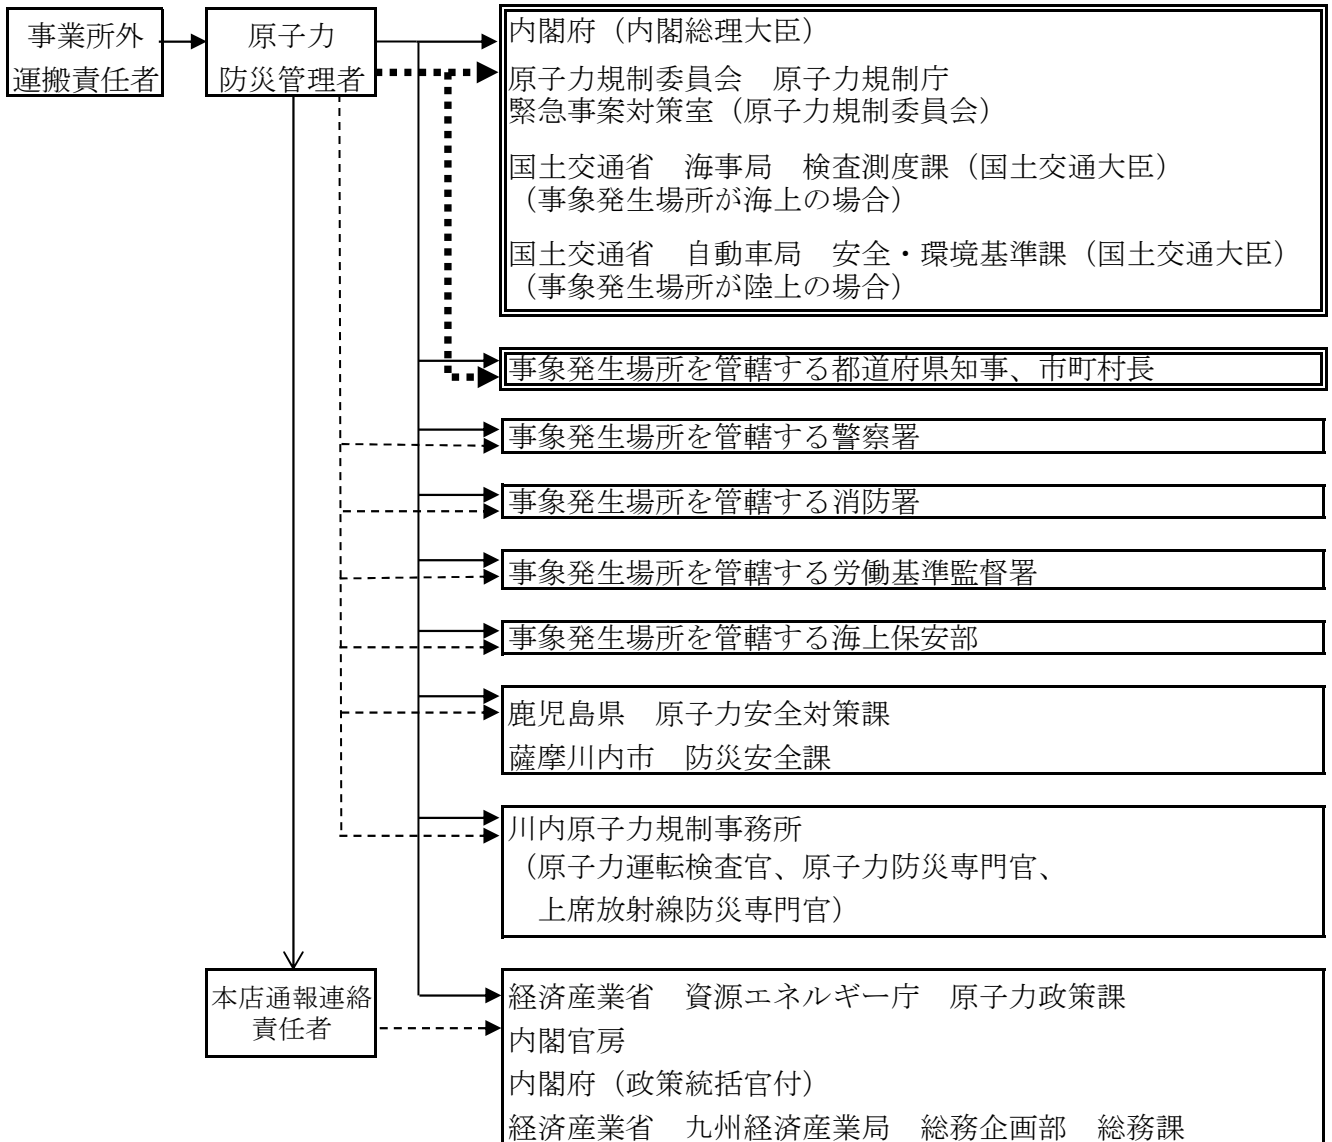 事業所外
運搬責任者
原子力
防災管理者
内閣府（内閣総理大臣）
原子力規制委員会　原子力規制庁
緊急事案対策室（原子力規制委員会）
国土交通省　海事局　検査測度課（国土交通大臣）
（事象発生場所が海上の場合）
国土交通省　自動車局　安全・環境基準課（国土交通大臣）
（事象発生場所が陸上の場合）
事象発生場所を管轄する都道府県知事、市町村長
事象発生場所を管轄する警察署
事象発生場所を管轄する消防署
事象発生場所を管轄する労働基準監督署
事象発生場所を管轄する海上保安部
鹿児島県　原子力安全対策課
薩摩川内市　防災安全課
川内原子力規制事務所
（原子力運転検査官、原子力防災専門官、
上席放射線防災専門官）
本店通報連絡
責任者
経済産業省　資源エネルギー庁　原子力政策課
内閣官房
内閣府（政策統括官付）
経済産業省　九州経済産業局　総務企画部　総務課